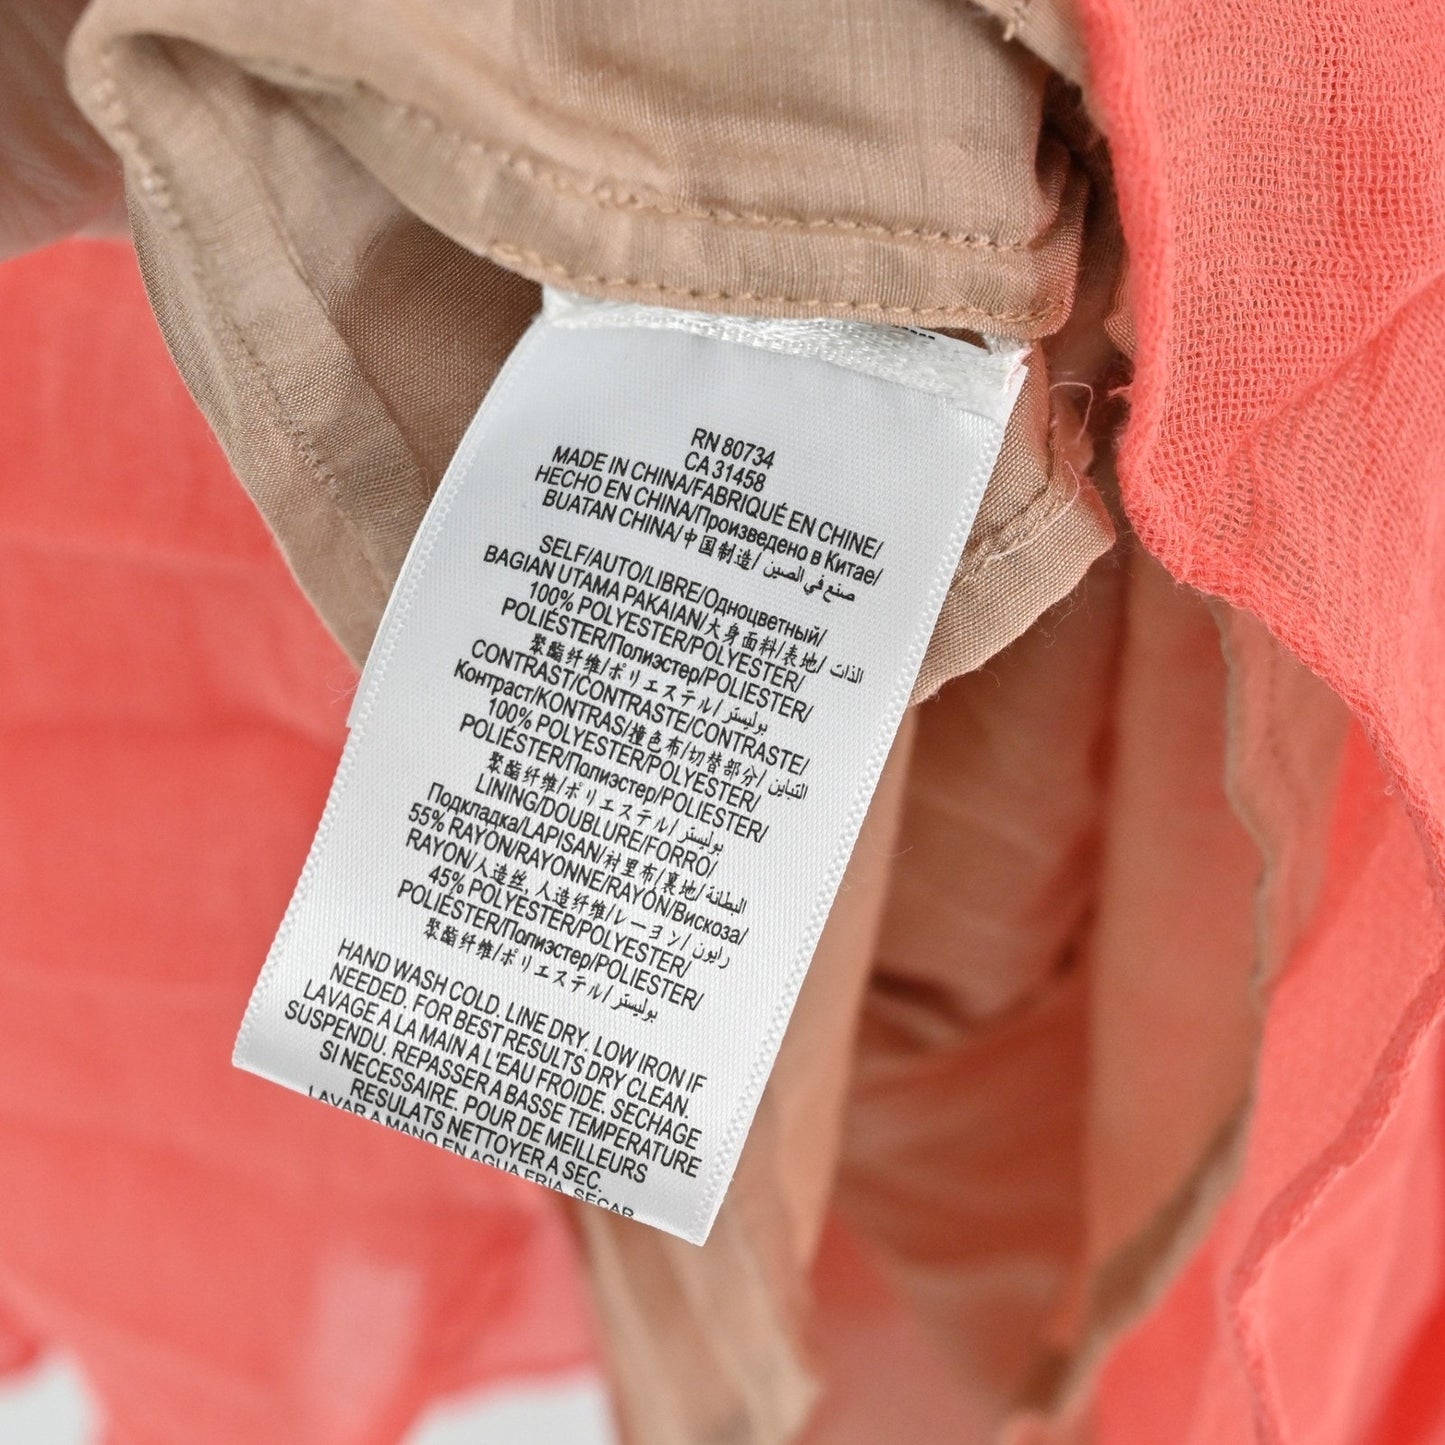 RN 80734
CA 31458
MADE IN CHINA/FABRIQUÉ EN CHINE/
HECHO EN CHINA/Произведено в Китае/
BUATAN CHINA/中国制造/ صنع في الصين
SELF/AUTO/LIBRE/Одноцветный/
BAGIAN UTAMA PAKAIAN/大身面料/表地/ الذات
100% POLYESTER/POLYESTER/
POLIÉSTER/Полиэстер/POLIESTER/
聚酯纤维/ポリエステル/ بوليستر
CONTRAST/CONTRASTE/CONTRASTE/
Контраст/KONTRAS/撞色布/切替部分/ التباين
100% POLYESTER/POLYESTER/
POLIÉSTER/Полиэстер/POLIESTER/
聚酯纤维/ポリエステル/ بوليستر
LINING/DOUBLURE/FORRO/
Подкладка/LAPISAN/衬里布/裏地/ البطانة
55% RAYON/RAYONNE/RAYON/Вискоза/
RAYON/人造丝, 人造纤维/レーヨン/ رايون
45% POLYESTER/POLYESTER/
POLIÉSTER/Полиэстер/POLIESTER/
聚酯纤维/ポリエステル/ بوليستر
HAND WASH COLD. LINE DRY. LOW IRON IF
NEEDED. FOR BEST RESULTS DRY CLEAN.
LAVAGE A LA MAIN A L'EAU FROIDE. SECHAGE
SUSPENDU. REPASSER A BASSE TEMPERATURE
SI NECESSAIRE. POUR DE MEILLEURS
RESULATS NETTOYER A SEC.
LAVAR A MANO EN AGUA FRIA. SECAR